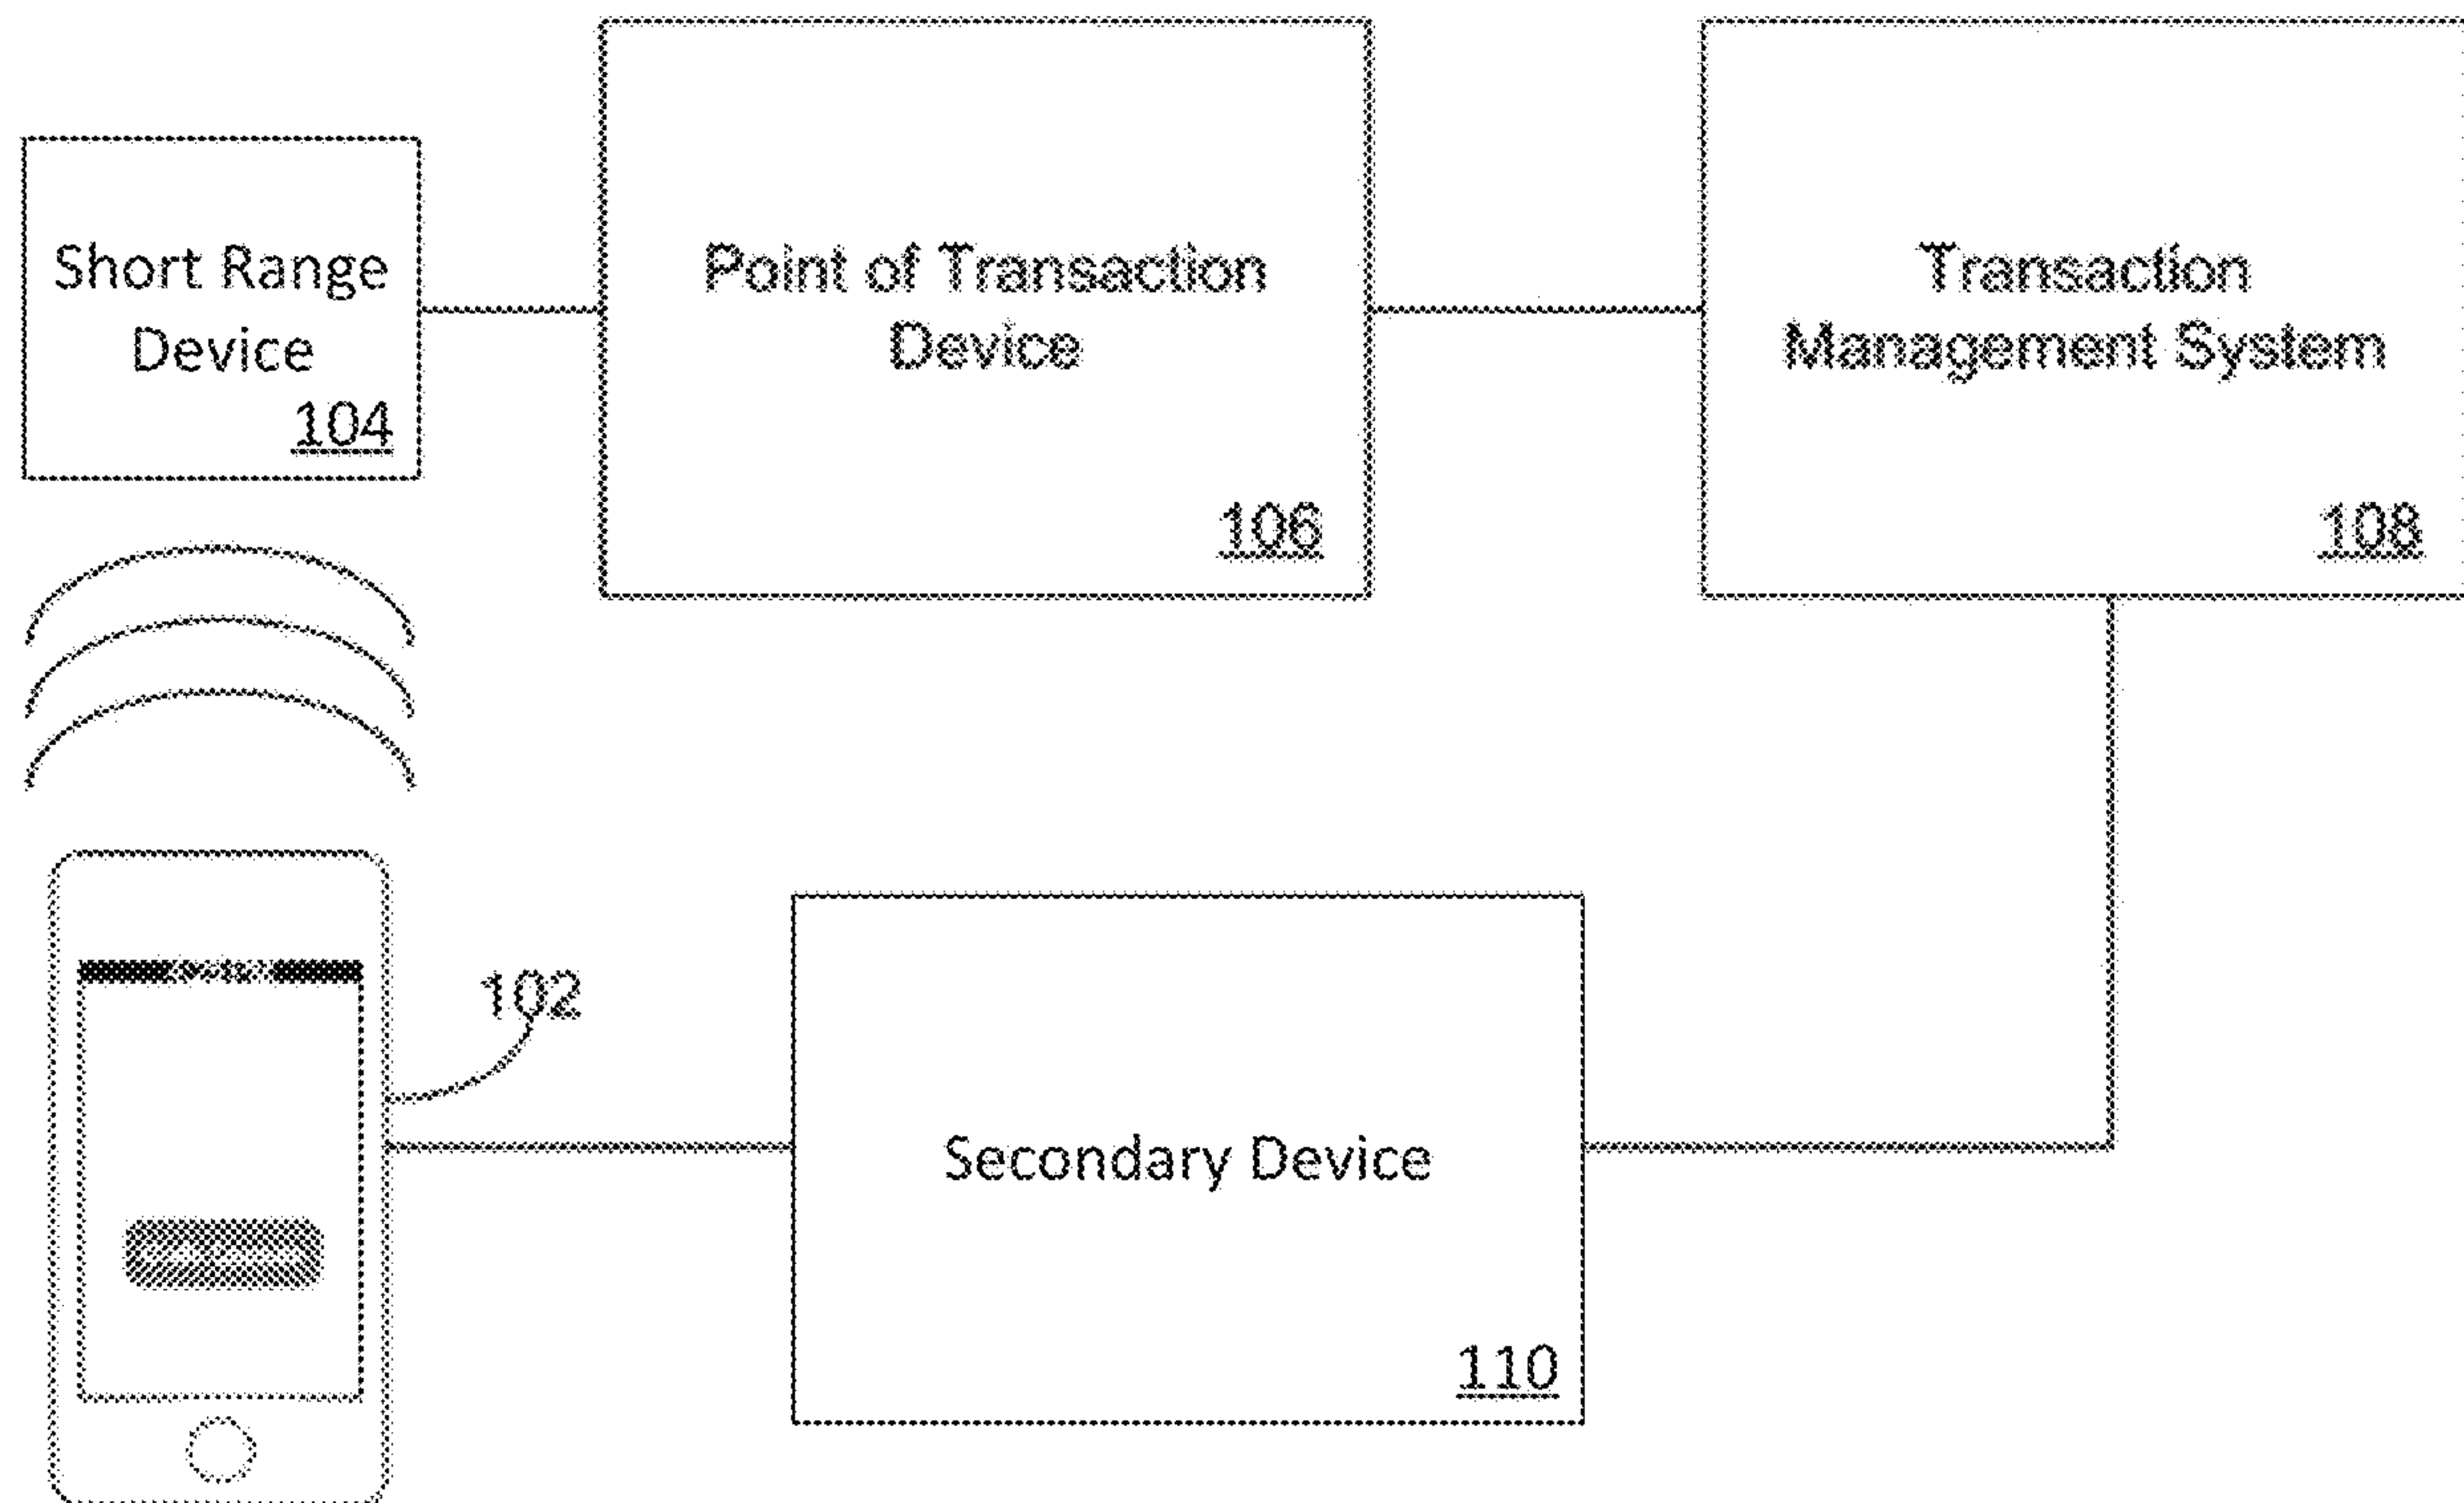 Short Range
Device
104
Point of Transaction
Device
106
Transaction
Management System
108
102
Secondary Device
110